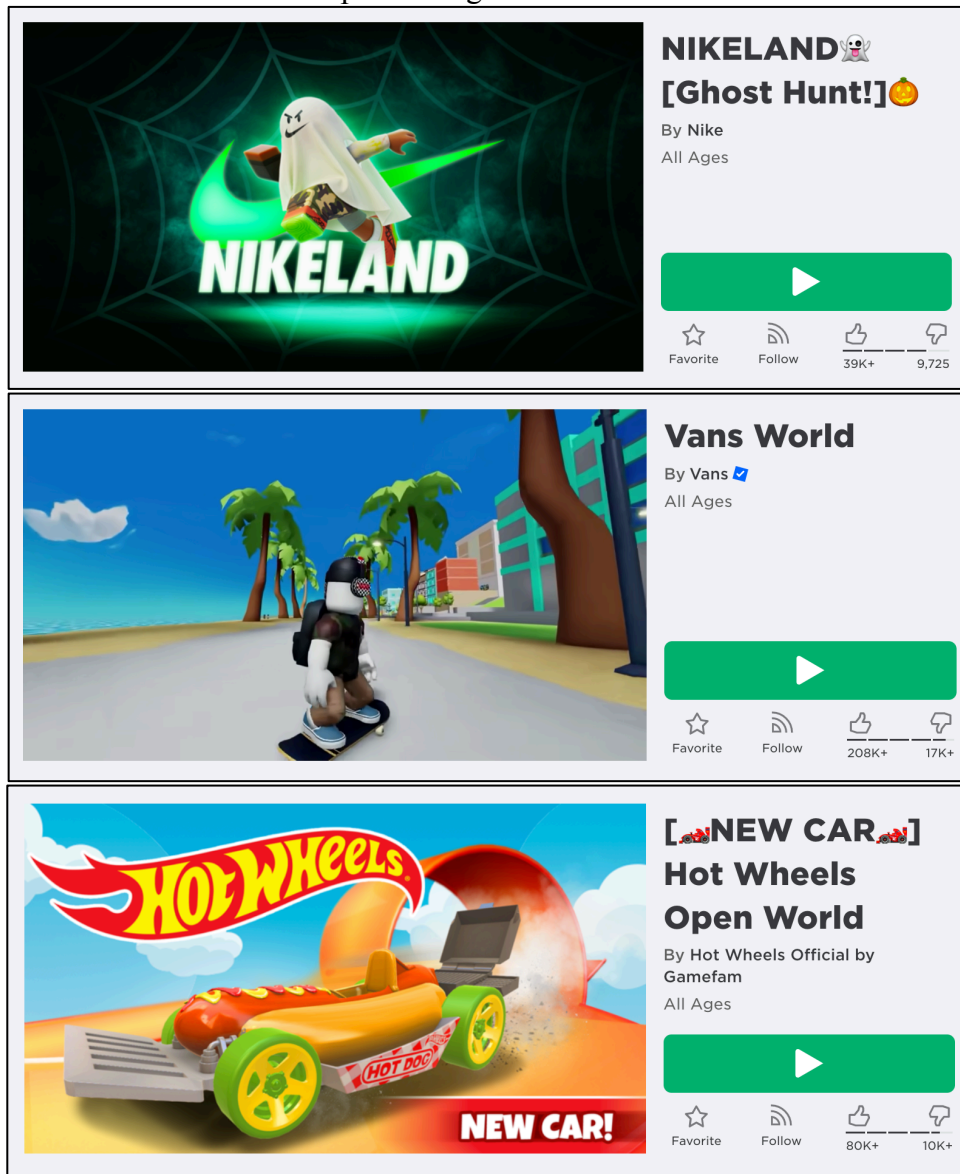 NIKELAND👻
[Ghost Hunt!]🎃
By Nike
All Ages
NIKELAND
Favorite
Follow
39K+
9,725
Vans World
By Vans
All Ages
Favorite
Follow
208K+
17K+
HOT WHEELS
[🏎️NEW CAR🏎️]
Hot Wheels
Open World
By Hot Wheels Official by
Gamefam
All Ages
HOT DOG
NEW CAR!
Favorite
Follow
80K+
10K+